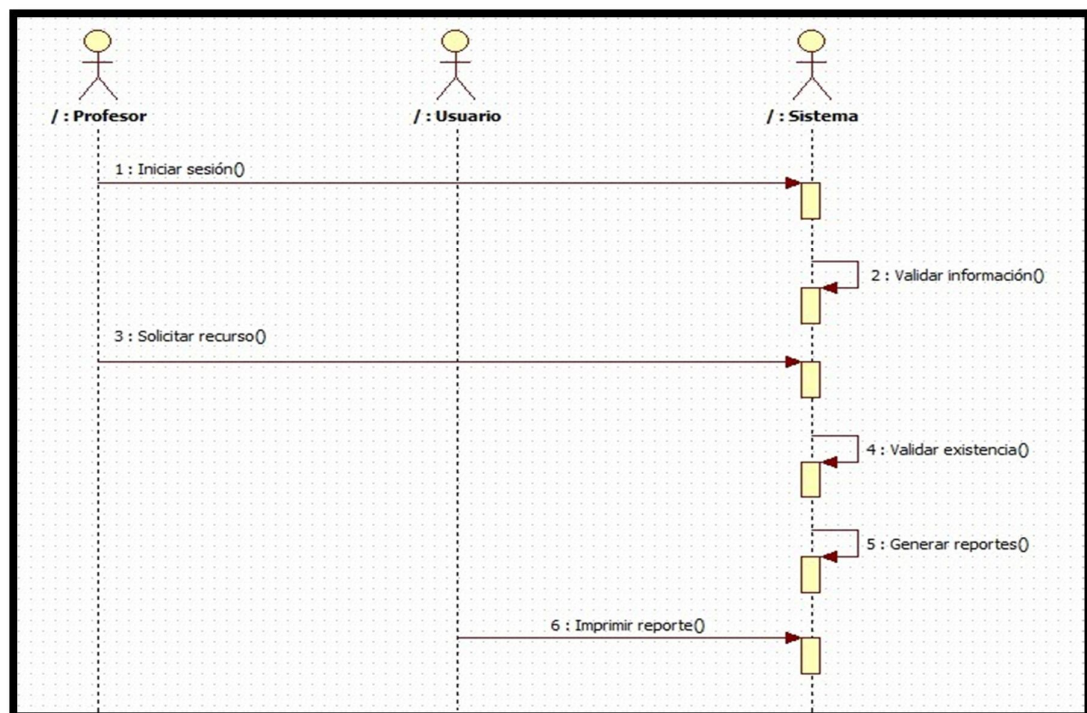 / : Profesor
/ : Usuario
/ : Sistema
1 : Iniciar sesión()
2 : Validar información()
3 : Solicitar recurso()
4 : Validar existencia()
5 : Generar reportes()
6 : Imprimir reporte()